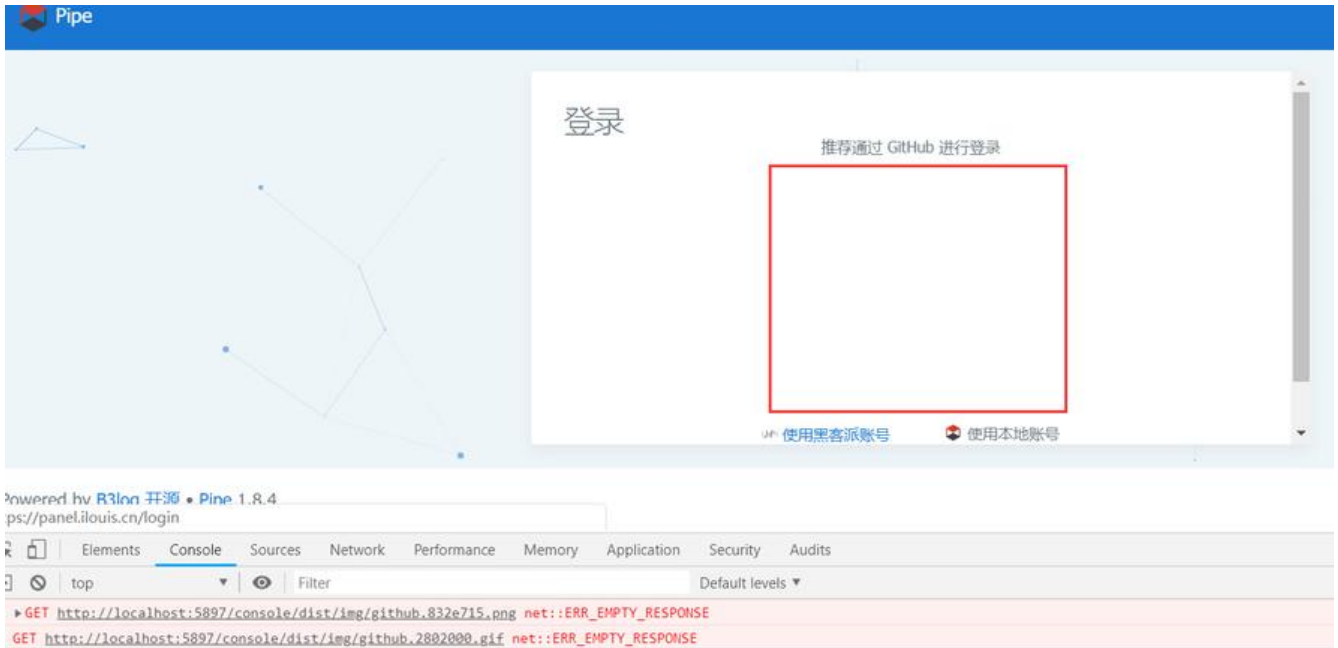 Pipe
登录
推荐通过 GitHub 进行登录
使用黑客派账号 使用本地账号
Powered by B3log 开源 • Pipe 1.8.4
tps://panel.ilouis.cn/login
Elements Console Sources Network Performance Memory Application Security Audits
top Filter Default levels
GET http://localhost:5897/console/dist/img/github.832e715.png net::ERR_EMPTY_RESPONSE
GET http://localhost:5897/console/dist/img/github.2802000.gif net::ERR_EMPTY_RESPONSE